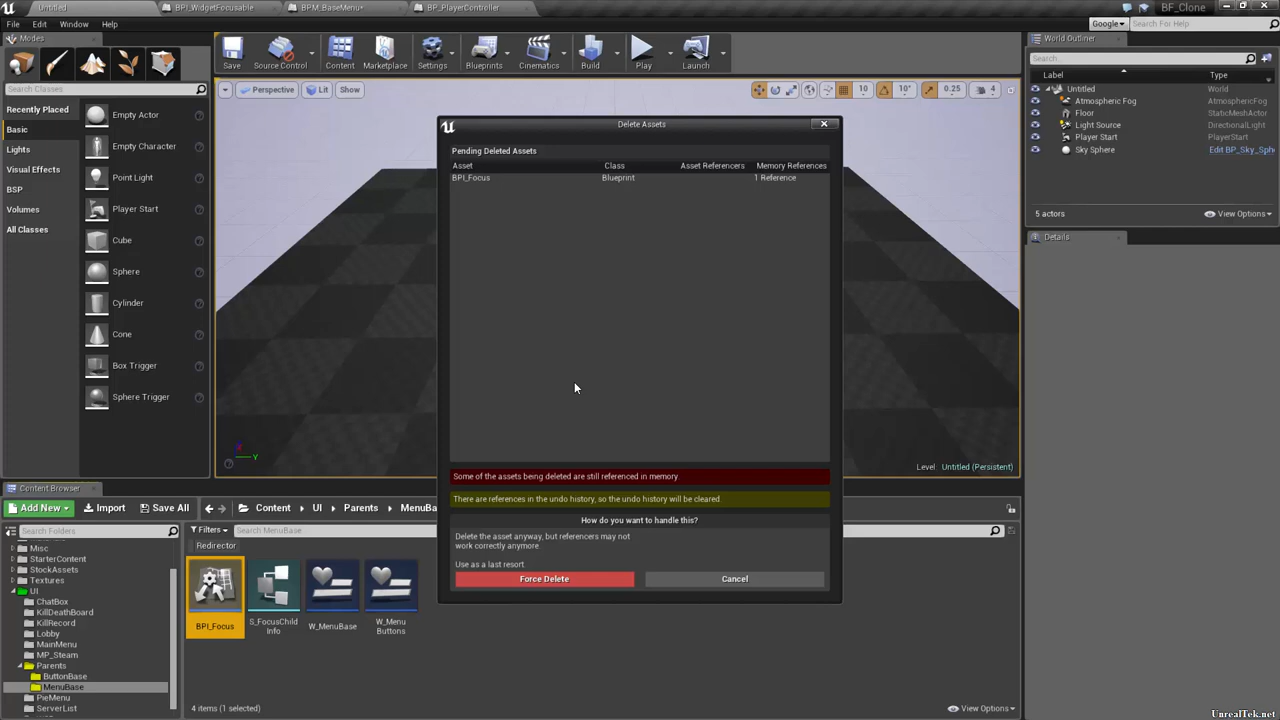 Untitled
BPI_WidgetFocusable
BPM_BaseMenu*
BP_PlayerController
BF_Clone
File
Edit
Window
Help
Google
Search For Help
Modes
Search Classes
Recently Placed
Basic
Lights
Visual Effects
BSP
Volumes
All Classes
Empty Actor
Empty Character
Point Light
Player Start
Cube
Sphere
Cylinder
Cone
Box Trigger
Sphere Trigger
Save
Source Control
Content
Marketplace
Settings
Blueprints
Cinematics
Build
Play
Launch
Perspective
Lit
Show
10
10°
0.25
4
Level Untitled (Persistent)
World Outliner
Search
Label
Type
Untitled
World
Atmospheric Fog
AtmosphericFog
Floor
StaticMeshActor
Light Source
DirectionalLight
Player Start
PlayerStart
Sky Sphere
Edit BP_Sky_Sph
5 actors
View Options
Details
Delete Assets
Pending Deleted Assets
Asset
Class
Asset Referencers
Memory References
BPI_Focus
Blueprint
1 Reference
Some of the assets being deleted are still referenced in memory.
There are references in the undo history, so the undo history will be cleared.
How do you want to handle this?
Delete the asset anyway, but referencers may not
work correctly anymore.
Use as a last resort
Force Delete
Cancel
Content Browser
Add New
Import
Save All
Content
UI
Parents
MenuBa
Search Folders
Filters
Search MenuBase
Redirector
Misc
StarterContent
StockAssets
Textures
UI
ChatBox
KillDeathBoard
KillRecord
Lobby
MainMenu
MP_Steam
Parents
ButtonBase
MenuBase
PieMenu
ServerList
BPI_Focus
S_FocusChild
Info
W_MenuBase
W_Menu
Buttons
4 items (1 selected)
View Options
UnrealTek.net